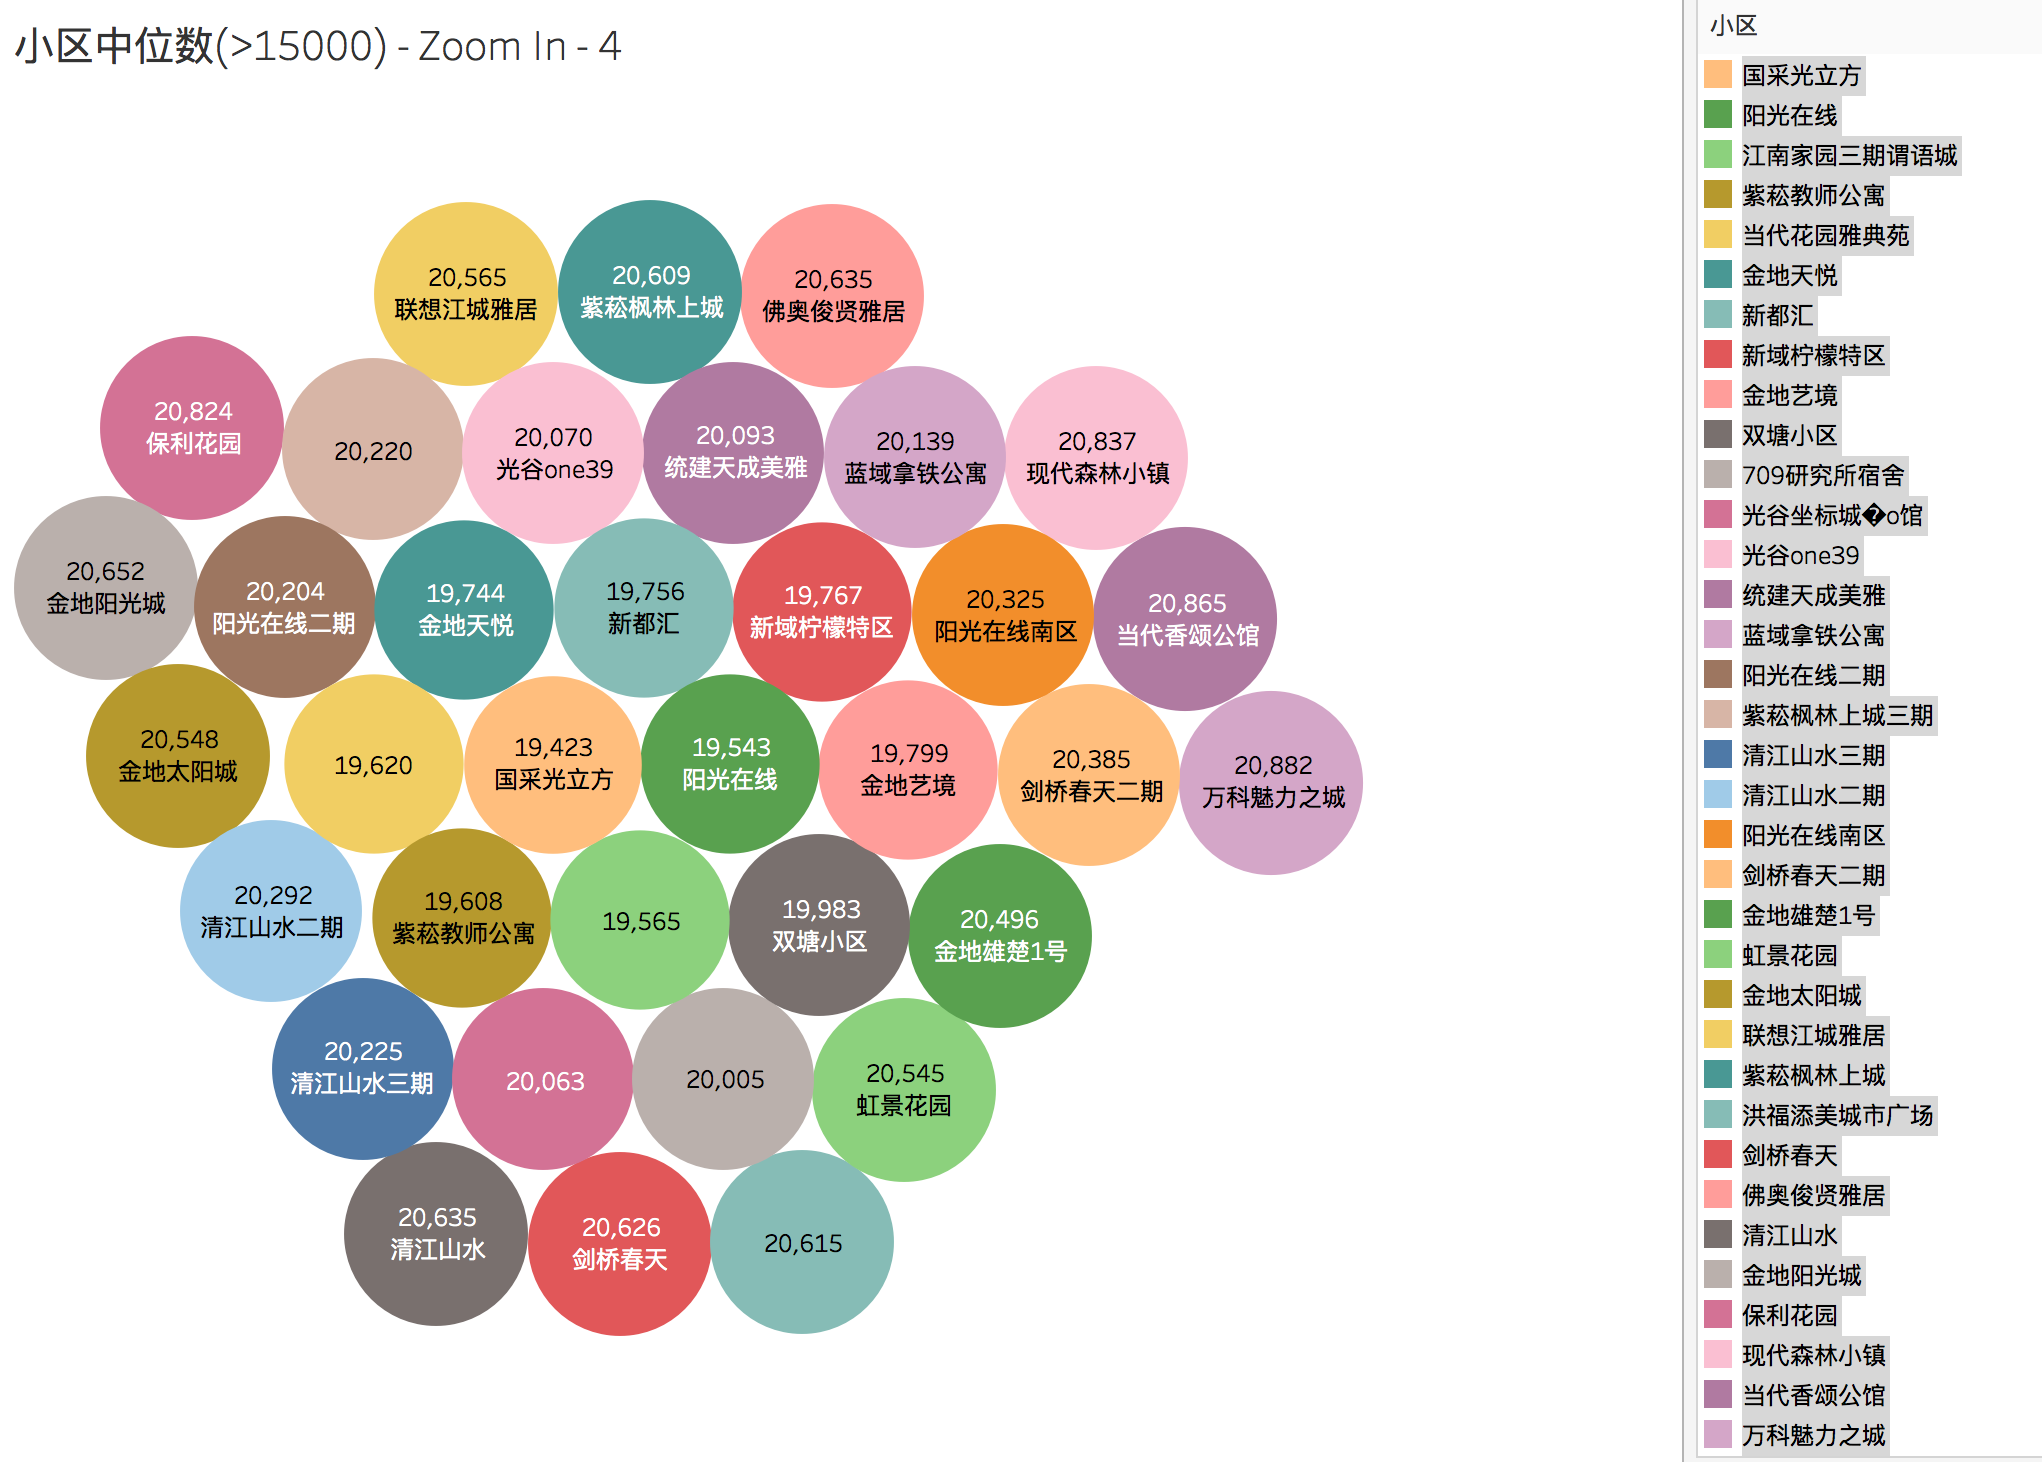 小区中位数(>15000) - Zoom In - 4
20,565
联想江城雅居
20,609
紫菘枫林上城
20,635
佛奥俊贤雅居
20,824
保利花园
20,220
20,070
光谷one39
20,093
统建天成美雅
20,139
蓝域拿铁公寓
20,837
现代森林小镇
20,652
金地阳光城
20,204
阳光在线二期
19,744
金地天悦
19,756
新都汇
19,767
新域柠檬特区
20,325
阳光在线南区
20,865
当代香颂公馆
20,548
金地太阳城
19,620
19,423
国采光立方
19,543
阳光在线
19,799
金地艺境
20,385
剑桥春天二期
20,882
万科魅力之城
20,292
清江山水二期
19,608
紫菘教师公寓
19,565
19,983
双塘小区
20,496
金地雄楚1号
20,225
清江山水三期
20,063
20,005
20,545
虹景花园
20,635
清江山水
20,626
剑桥春天
20,615
小区
国采光立方
阳光在线
江南家园三期谓语城
紫菘教师公寓
当代花园雅典苑
金地天悦
新都汇
新域柠檬特区
金地艺境
双塘小区
709研究所宿舍
光谷坐标城�o馆
光谷one39
统建天成美雅
蓝域拿铁公寓
阳光在线二期
紫菘枫林上城三期
清江山水三期
清江山水二期
阳光在线南区
剑桥春天二期
金地雄楚1号
虹景花园
金地太阳城
联想江城雅居
紫菘枫林上城
洪福添美城市广场
剑桥春天
佛奥俊贤雅居
清江山水
金地阳光城
保利花园
现代森林小镇
当代香颂公馆
万科魅力之城